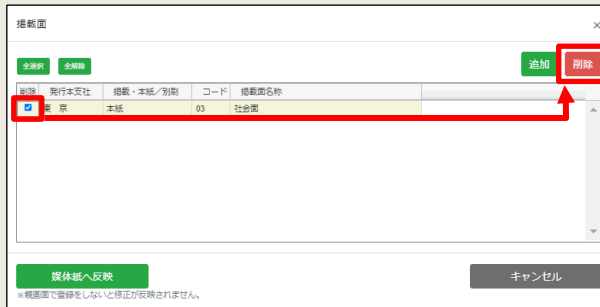 掲載面 ×
全選択 全解除 追加 削除
削除 発行本支社 掲載・本紙/別刷 コード 掲載面名称
東 京 本紙 03 社会面
媒体紙へ反映 キャンセル
※親画面で登録をしないと修正が反映されません。